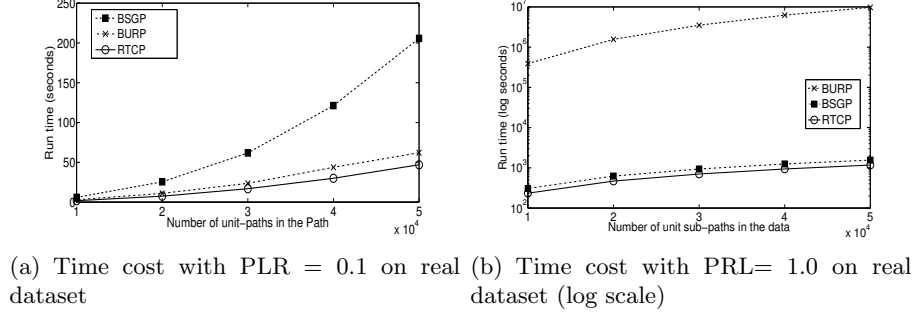 250
200
150
100
50
0
Run time (seconds)
BSGP
BURP
RTCP
1 2 3 4 5
Number of unit-paths in the Path
x 10^4
10^7
10^6
10^5
10^4
10^3
10^2
Run time (log seconds)
BURP
BSGP
RTCP
1 2 3 4 5
Number of unit sub-paths in the data
x 10^4
(a) Time cost with PLR = 0.1 on real dataset
(b) Time cost with PRL= 1.0 on real dataset (log scale)